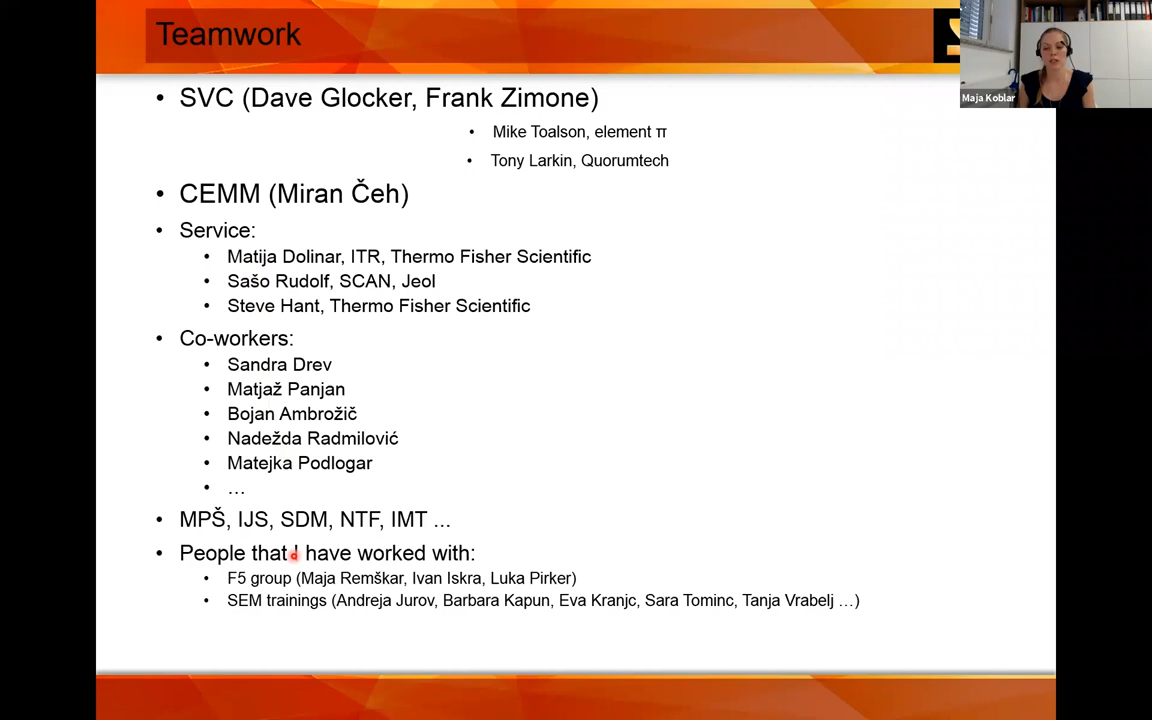 Teamwork
Maja Koblar
• SVC (Dave Glocker, Frank Zimone)
• Mike Toalson, element π
• Tony Larkin, Quorumtech
• CEMM (Miran Čeh)
• Service:
• Matija Dolinar, ITR, Thermo Fisher Scientific
• Sašo Rudolf, SCAN, Jeol
• Steve Hant, Thermo Fisher Scientific
• Co-workers:
• Sandra Drev
• Matjaž Panjan
• Bojan Ambrožič
• Nadežda Radmilović
• Matejka Podlogar
• ...
• MPŠ, IJS, SDM, NTF, IMT ...
• People that I have worked with:
• F5 group (Maja Remškar, Ivan Iskra, Luka Pirker)
• SEM trainings (Andreja Jurov, Barbara Kapun, Eva Kranjc, Sara Tominc, Tanja Vrabelj ...)